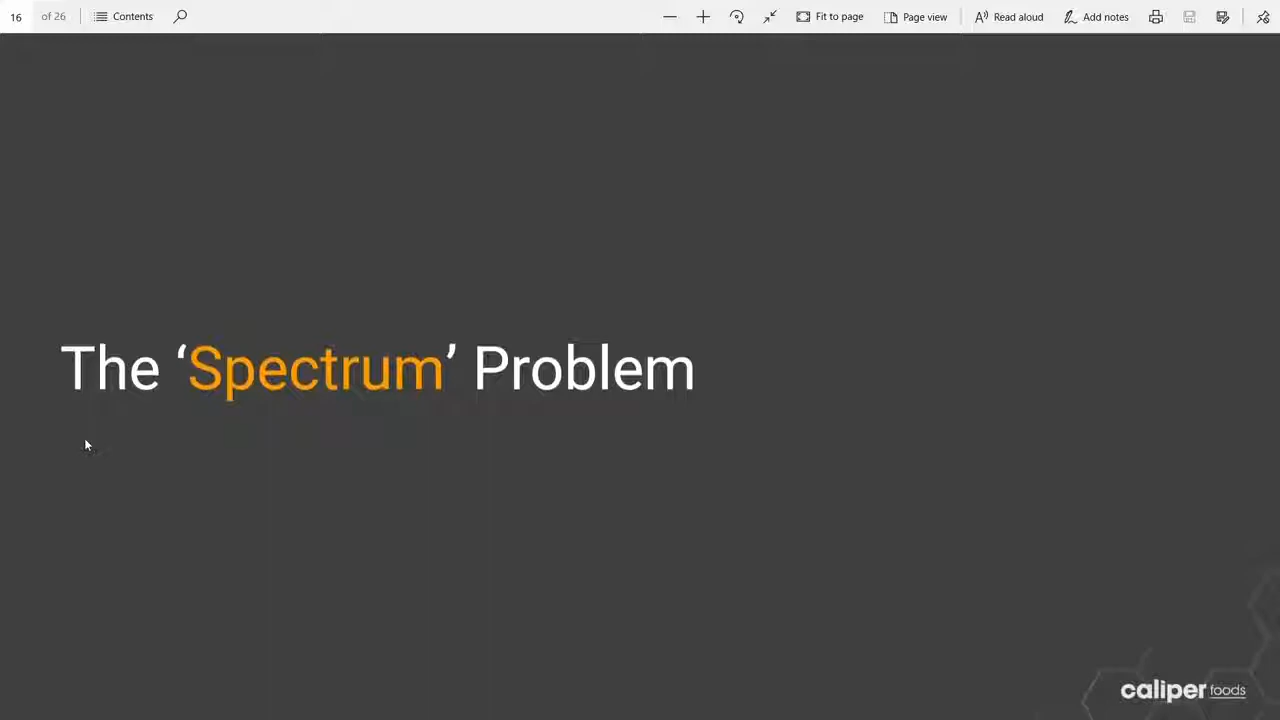 16 of 26 Contents Fit to page Page view Read aloud Add notes
The ‘Spectrum’ Problem
caliper foods